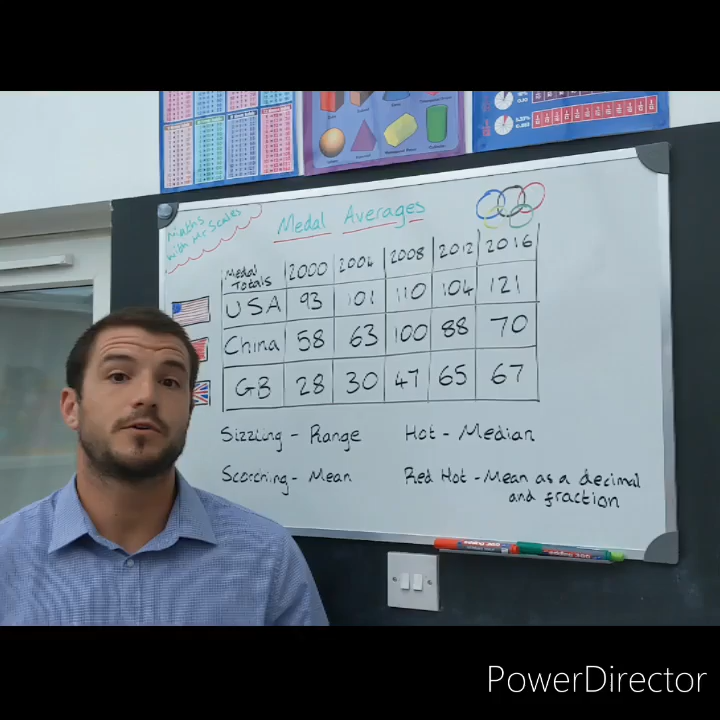 Maths
with Mr Scales
Medal Averages
Medal Totals 2000 2004 2008 2012 2016
USA 93 101 110 104 121
China 58 63 100 88 70
GB 28 30 47 65 67
Sizzling - Range Hot - Median
Scorching - Mean Red Hot - Mean as a decimal
and fraction
PowerDirector